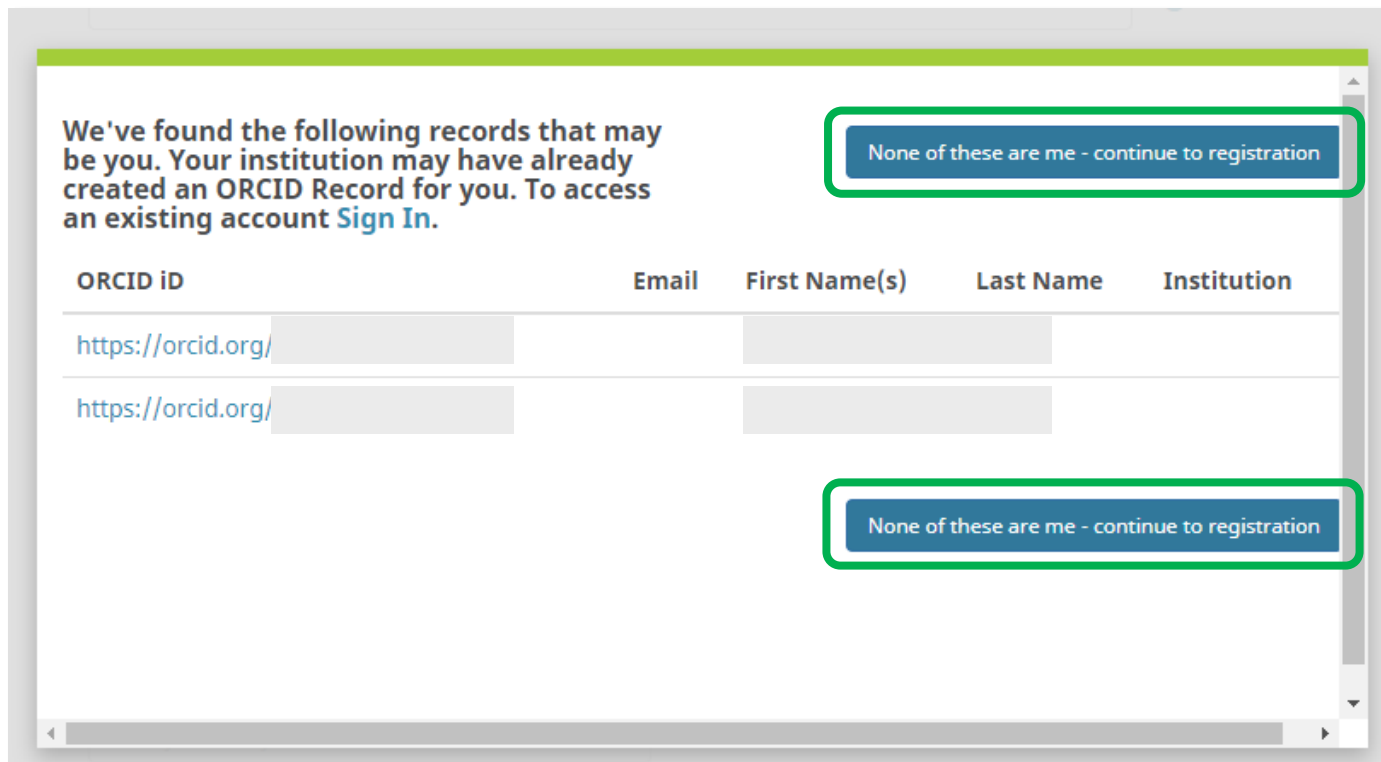 We've found the following records that may
be you. Your institution may have already
created an ORCID Record for you. To access
an existing account Sign In.
None of these are me - continue to registration
ORCID iD Email First Name(s) Last Name Institution
https://orcid.org/
https://orcid.org/
None of these are me - continue to registration